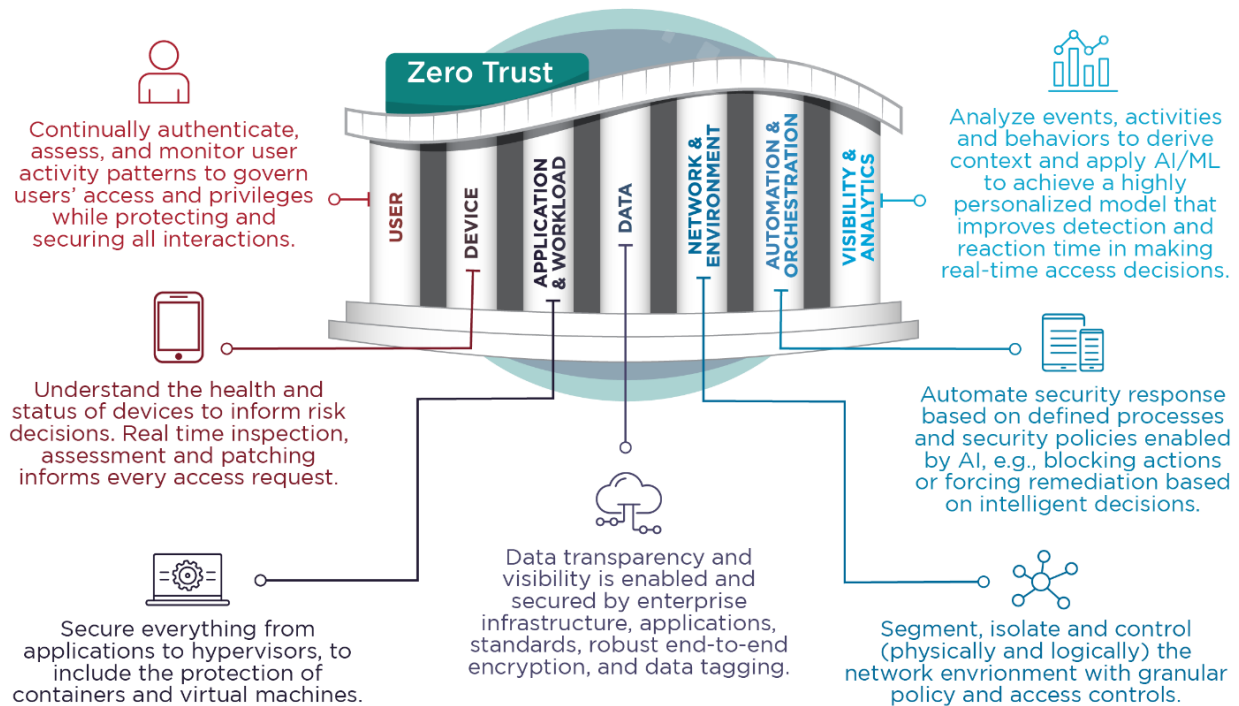 Zero Trust
USER
DEVICE
APPLICATION
& WORKLOAD
DATA
NETWORK &
ENVIRONMENT
AUTOMATION &
ORCHESTRATION
VISIBILITY &
ANALYTICS
Continually authenticate,
assess, and monitor user
activity patterns to govern
users’ access and privileges
while protecting and
securing all interactions.
Understand the health and
status of devices to inform risk
decisions. Real time inspection,
assessment and patching
informs every access request.
Secure everything from
applications to hypervisors, to
include the protection of
containers and virtual machines.
Data transparency and
visibility is enabled and
secured by enterprise
infrastructure, applications,
standards, robust end-to-end
encryption, and data tagging.
Segment, isolate and control
(physically and logically) the
network envrionment with granular
policy and access controls.
Automate security response
based on defined processes
and security policies enabled
by AI, e.g., blocking actions
or forcing remediation based
on intelligent decisions.
Analyze events, activities
and behaviors to derive
context and apply AI/ML
to achieve a highly
personalized model that
improves detection and
reaction time in making
real-time access decisions.